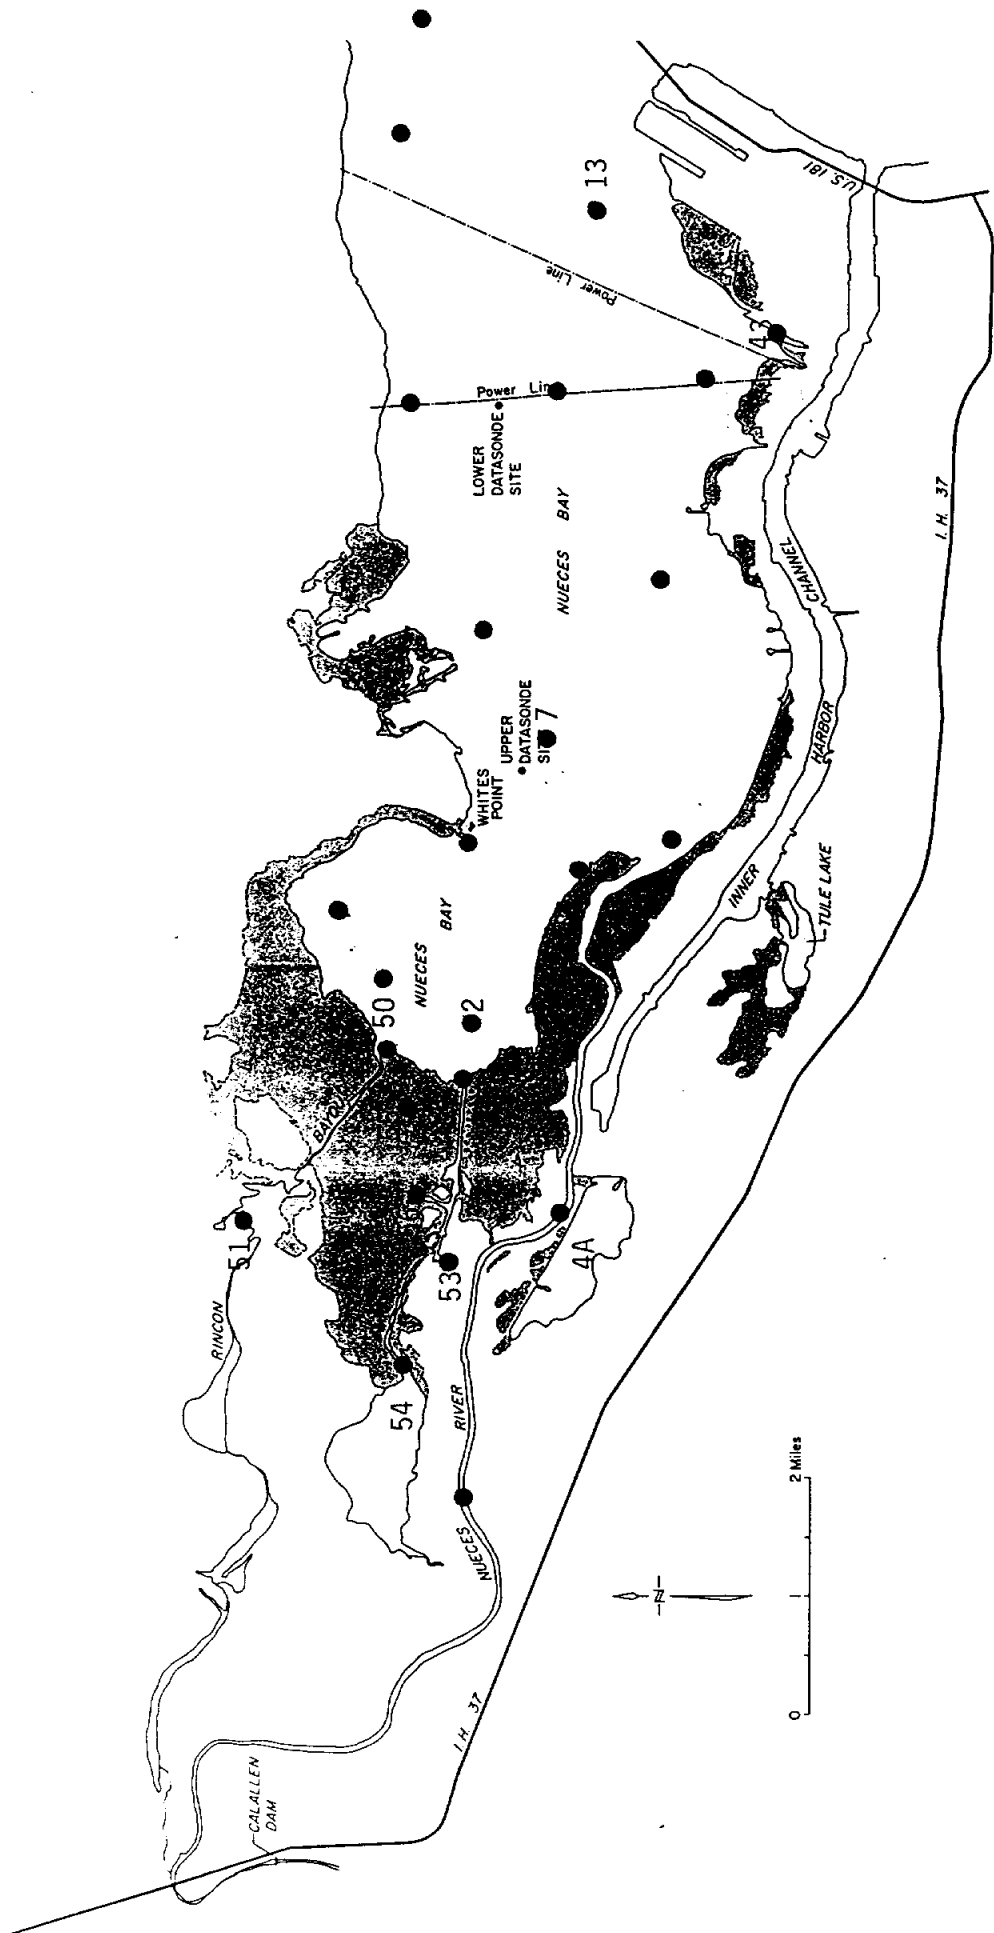 CALALLEN
DAM
I.H. 37
NUECES
RIVER
RINCON
BAYOU
54
51
53
4A
50
2
NUECES
BAY
WHITES
POINT
UPPER
DATASONDE
7
NUECES
BAY
LOWER
DATASONDE
SITE
Power
Power Line
13
43
TULE LAKE
INNER
HARBOR
CHANNEL
I.H. 37
U.S. 181
N
0
1
2 Miles